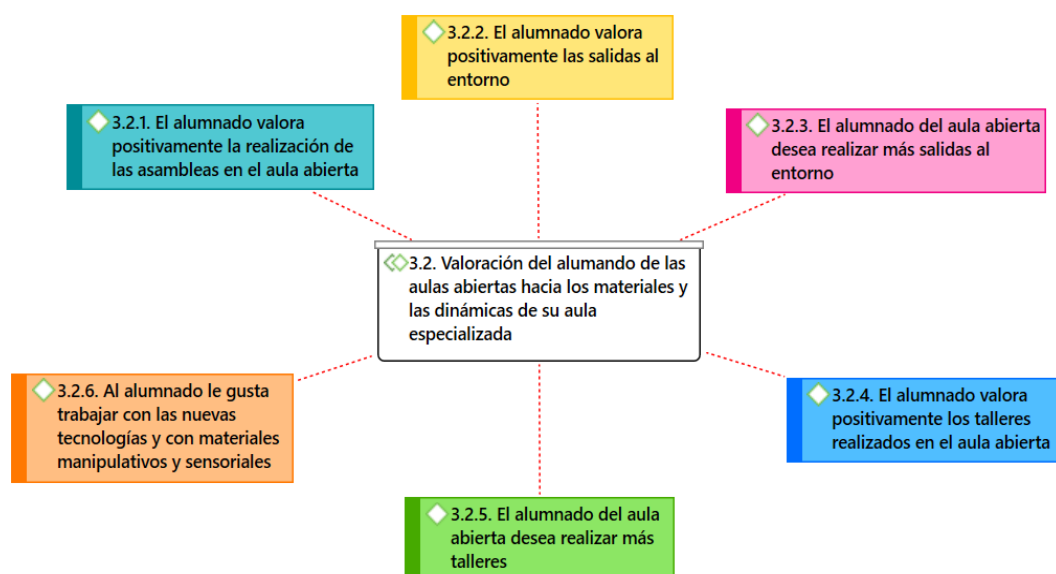 3.2.2. El alumnado valora
positivamente las salidas al
entorno
3.2.1. El alumnado valora
positivamente la realización de
las asambleas en el aula abierta
3.2.3. El alumnado del aula abierta
desea realizar más salidas al
entorno
3.2. Valoración del alumando de las
aulas abiertas hacia los materiales y
las dinámicas de su aula
especializada
3.2.6. Al alumnado le gusta
trabajar con las nuevas
tecnologías y con materiales
manipulativos y sensoriales
3.2.4. El alumnado valora
positivamente los talleres
realizados en el aula abierta
3.2.5. El alumnado del aula
abierta desea realizar más
talleres